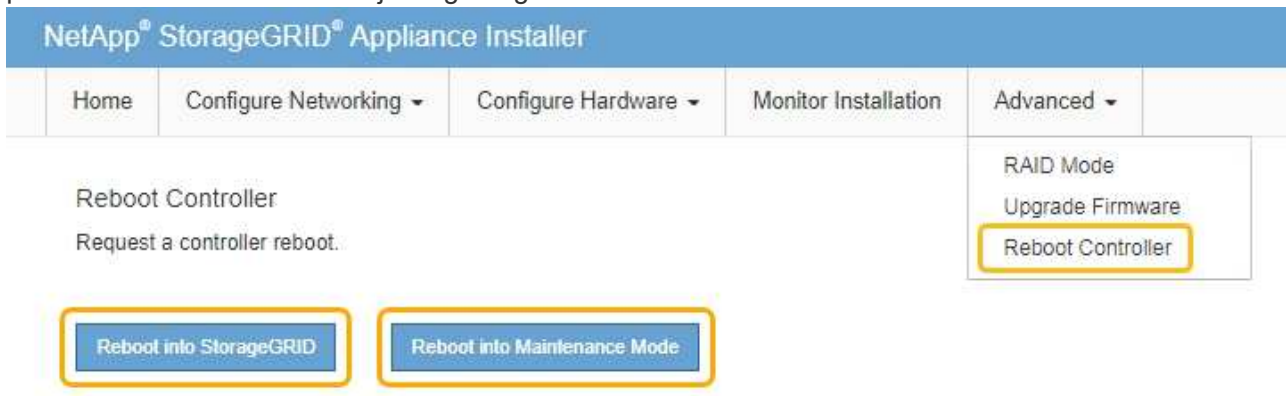 NetApp® StorageGRID® Appliance Installer
Home Configure Networking Configure Hardware Monitor Installation Advanced
RAID Mode
Upgrade Firmware
Reboot Controller
Reboot Controller
Request a controller reboot.
Reboot into StorageGRID Reboot into Maintenance Mode